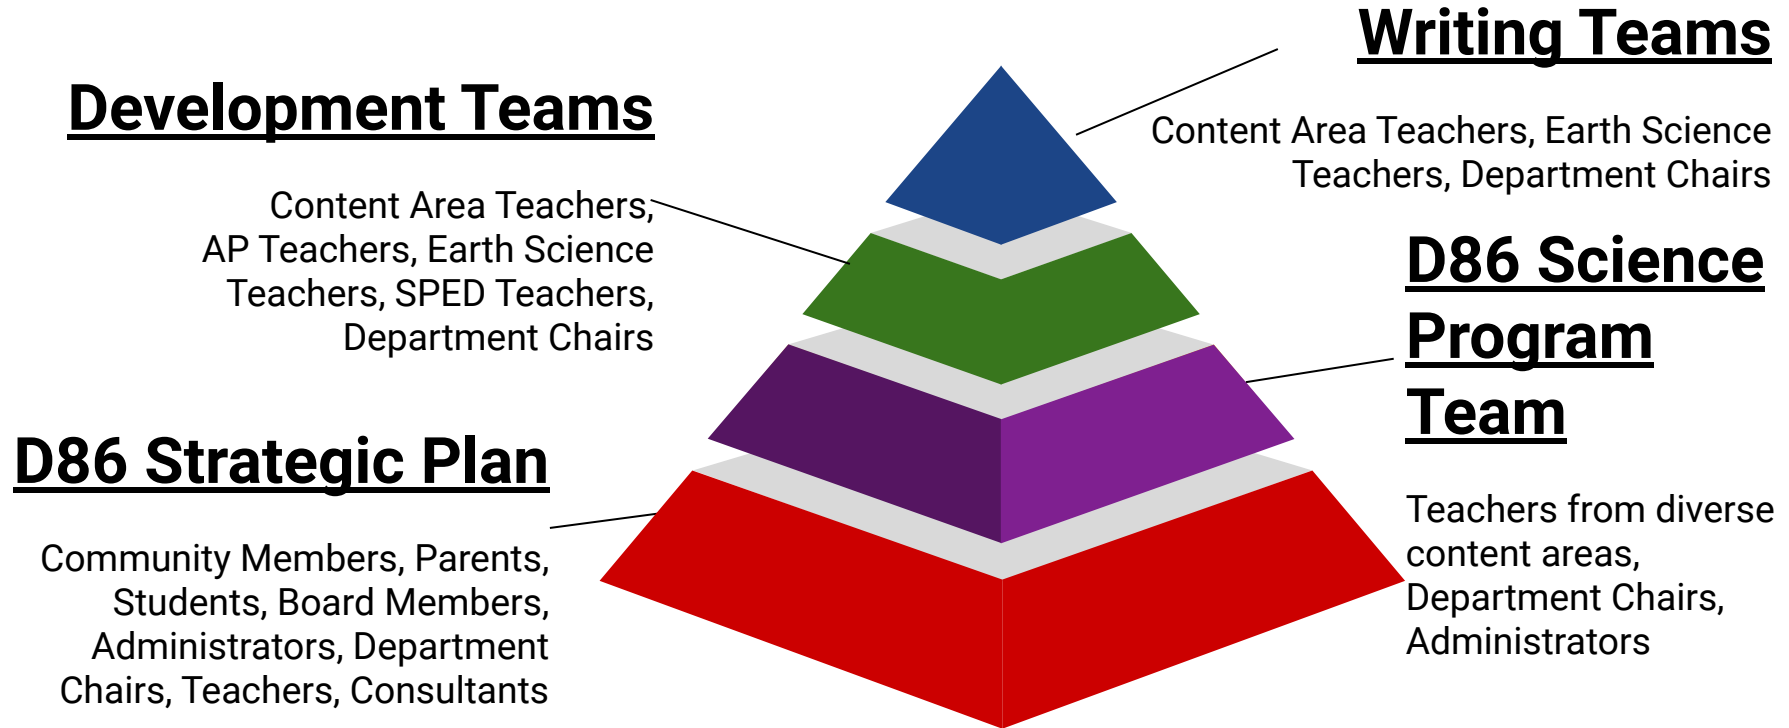 Writing Teams
Content Area Teachers, Earth Science
Teachers, Department Chairs
Development Teams
Content Area Teachers,
AP Teachers, Earth Science
Teachers, SPED Teachers,
Department Chairs
D86 Science
Program
Team
Teachers from diverse
content areas,
Department Chairs,
Administrators
D86 Strategic Plan
Community Members, Parents,
Students, Board Members,
Administrators, Department
Chairs, Teachers, Consultants